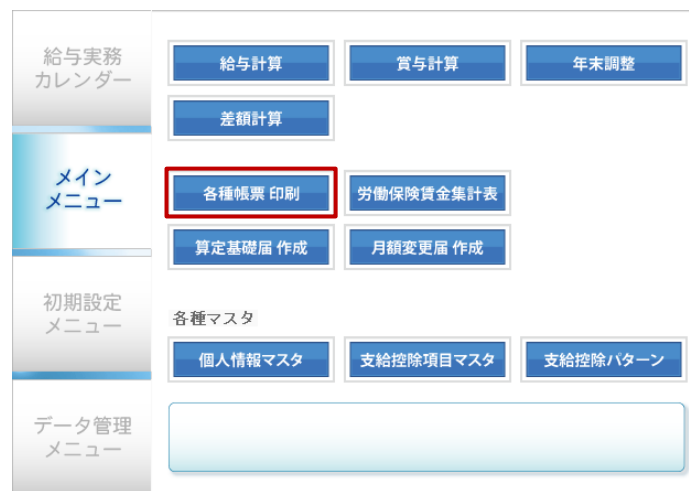 給与実務
カレンダー
メイン
メニュー
初期設定
メニュー
データ管理
メニュー
給与計算
賞与計算
年末調整
差額計算
各種帳票 印刷
労働保険賃金集計表
算定基礎届 作成
月額変更届 作成
各種マスタ
個人情報マスタ
支給控除項目マスタ
支給控除パターン